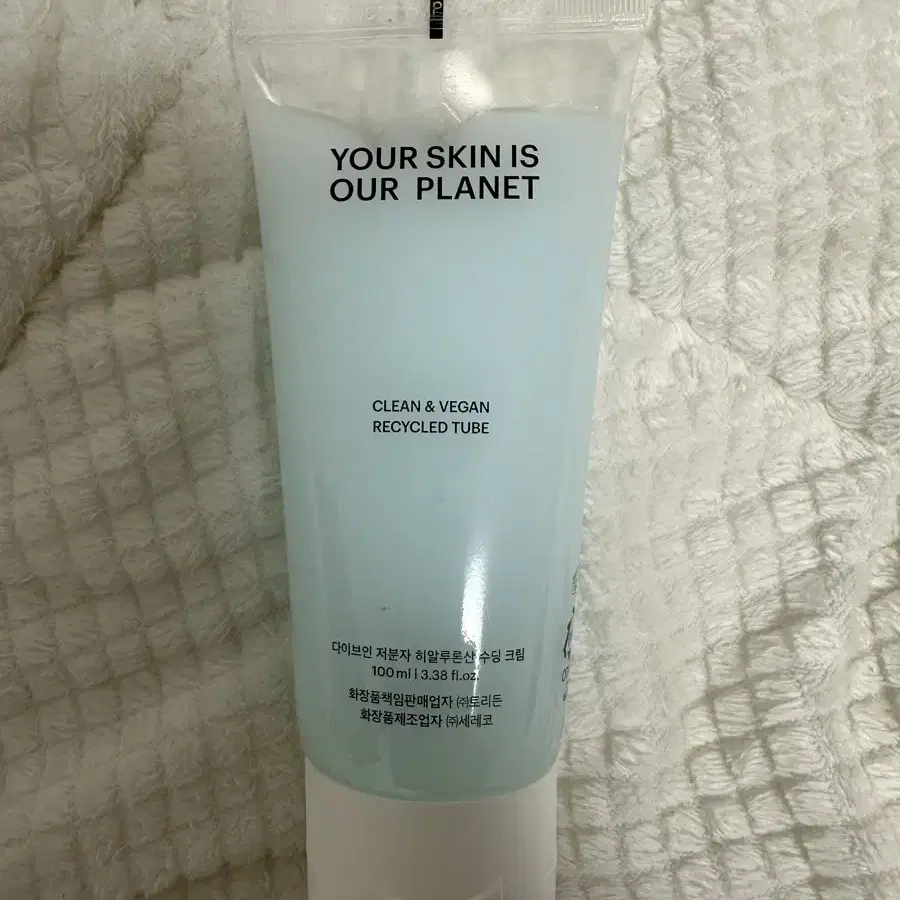 YOUR SKIN IS
OUR PLANET
CLEAN & VEGAN
RECYCLED TUBE
다이브인 저분자 히알루론산 수딩 크림
100 ml | 3.38 fl.oz.
화장품책임판매업자 ㈜토리든
화장품제조업자 ㈜세레코